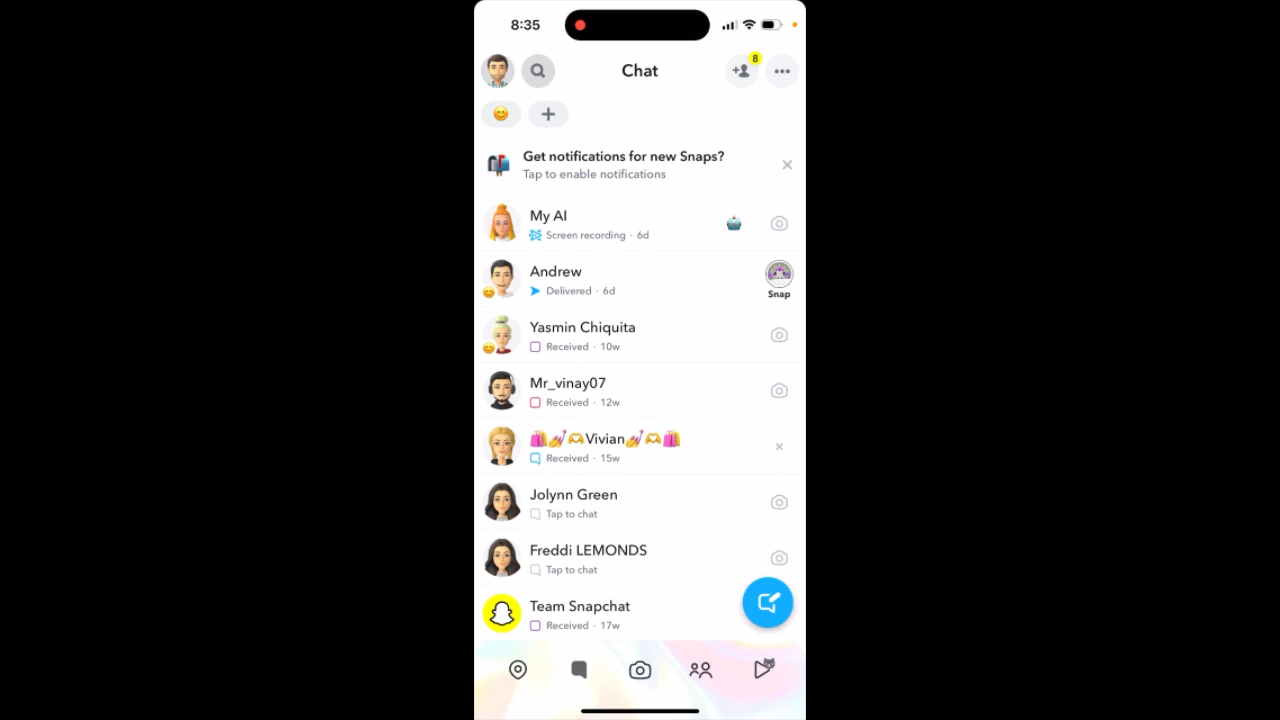 8:35
Chat
8
Get notifications for new Snaps?
Tap to enable notifications
My AI
Screen recording · 6d
Andrew
Delivered · 6d
Snap
Yasmin Chiquita
Received · 10w
Mr_vinay07
Received · 12w
🛍️💅🫶Vivian💅🫶🛍️
Received · 15w
Jolynn Green
Tap to chat
Freddi LEMONDS
Tap to chat
Team Snapchat
Received · 17w